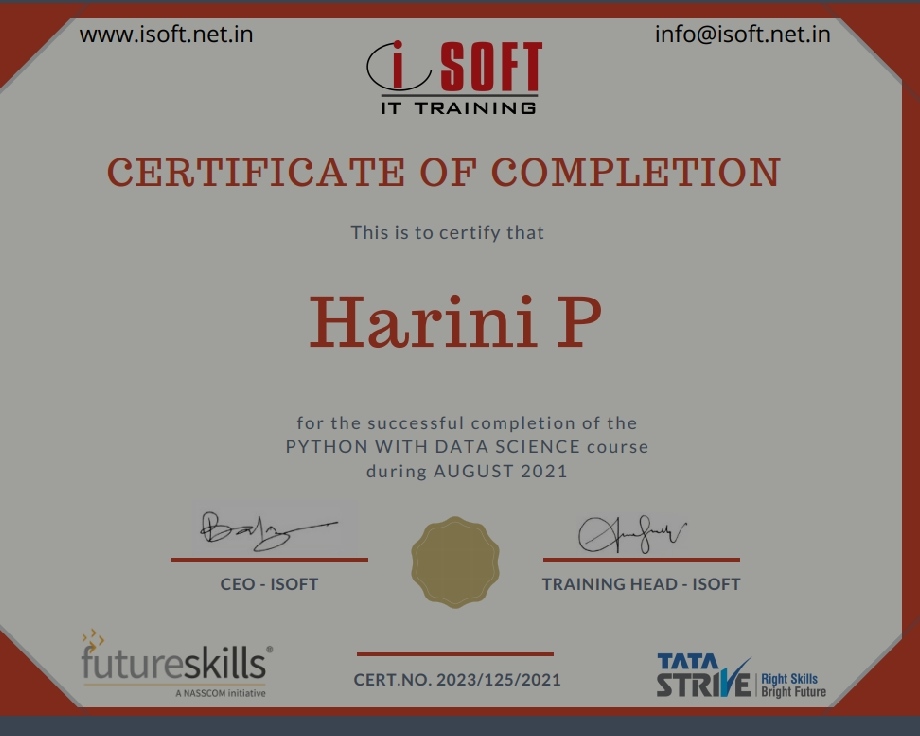 www.isoft.net.in
info@isoft.net.in
i SOFT
IT TRAINING
CERTIFICATE OF COMPLETION
This is to certify that
Harini P
for the successful completion of the
PYTHON WITH DATA SCIENCE course
during AUGUST 2021
CEO - ISOFT
TRAINING HEAD - ISOFT
futureskills®
A NASSCOM initiative
CERT.NO. 2023/125/2021
TATA
STRIVE
Right Skills
Bright Future